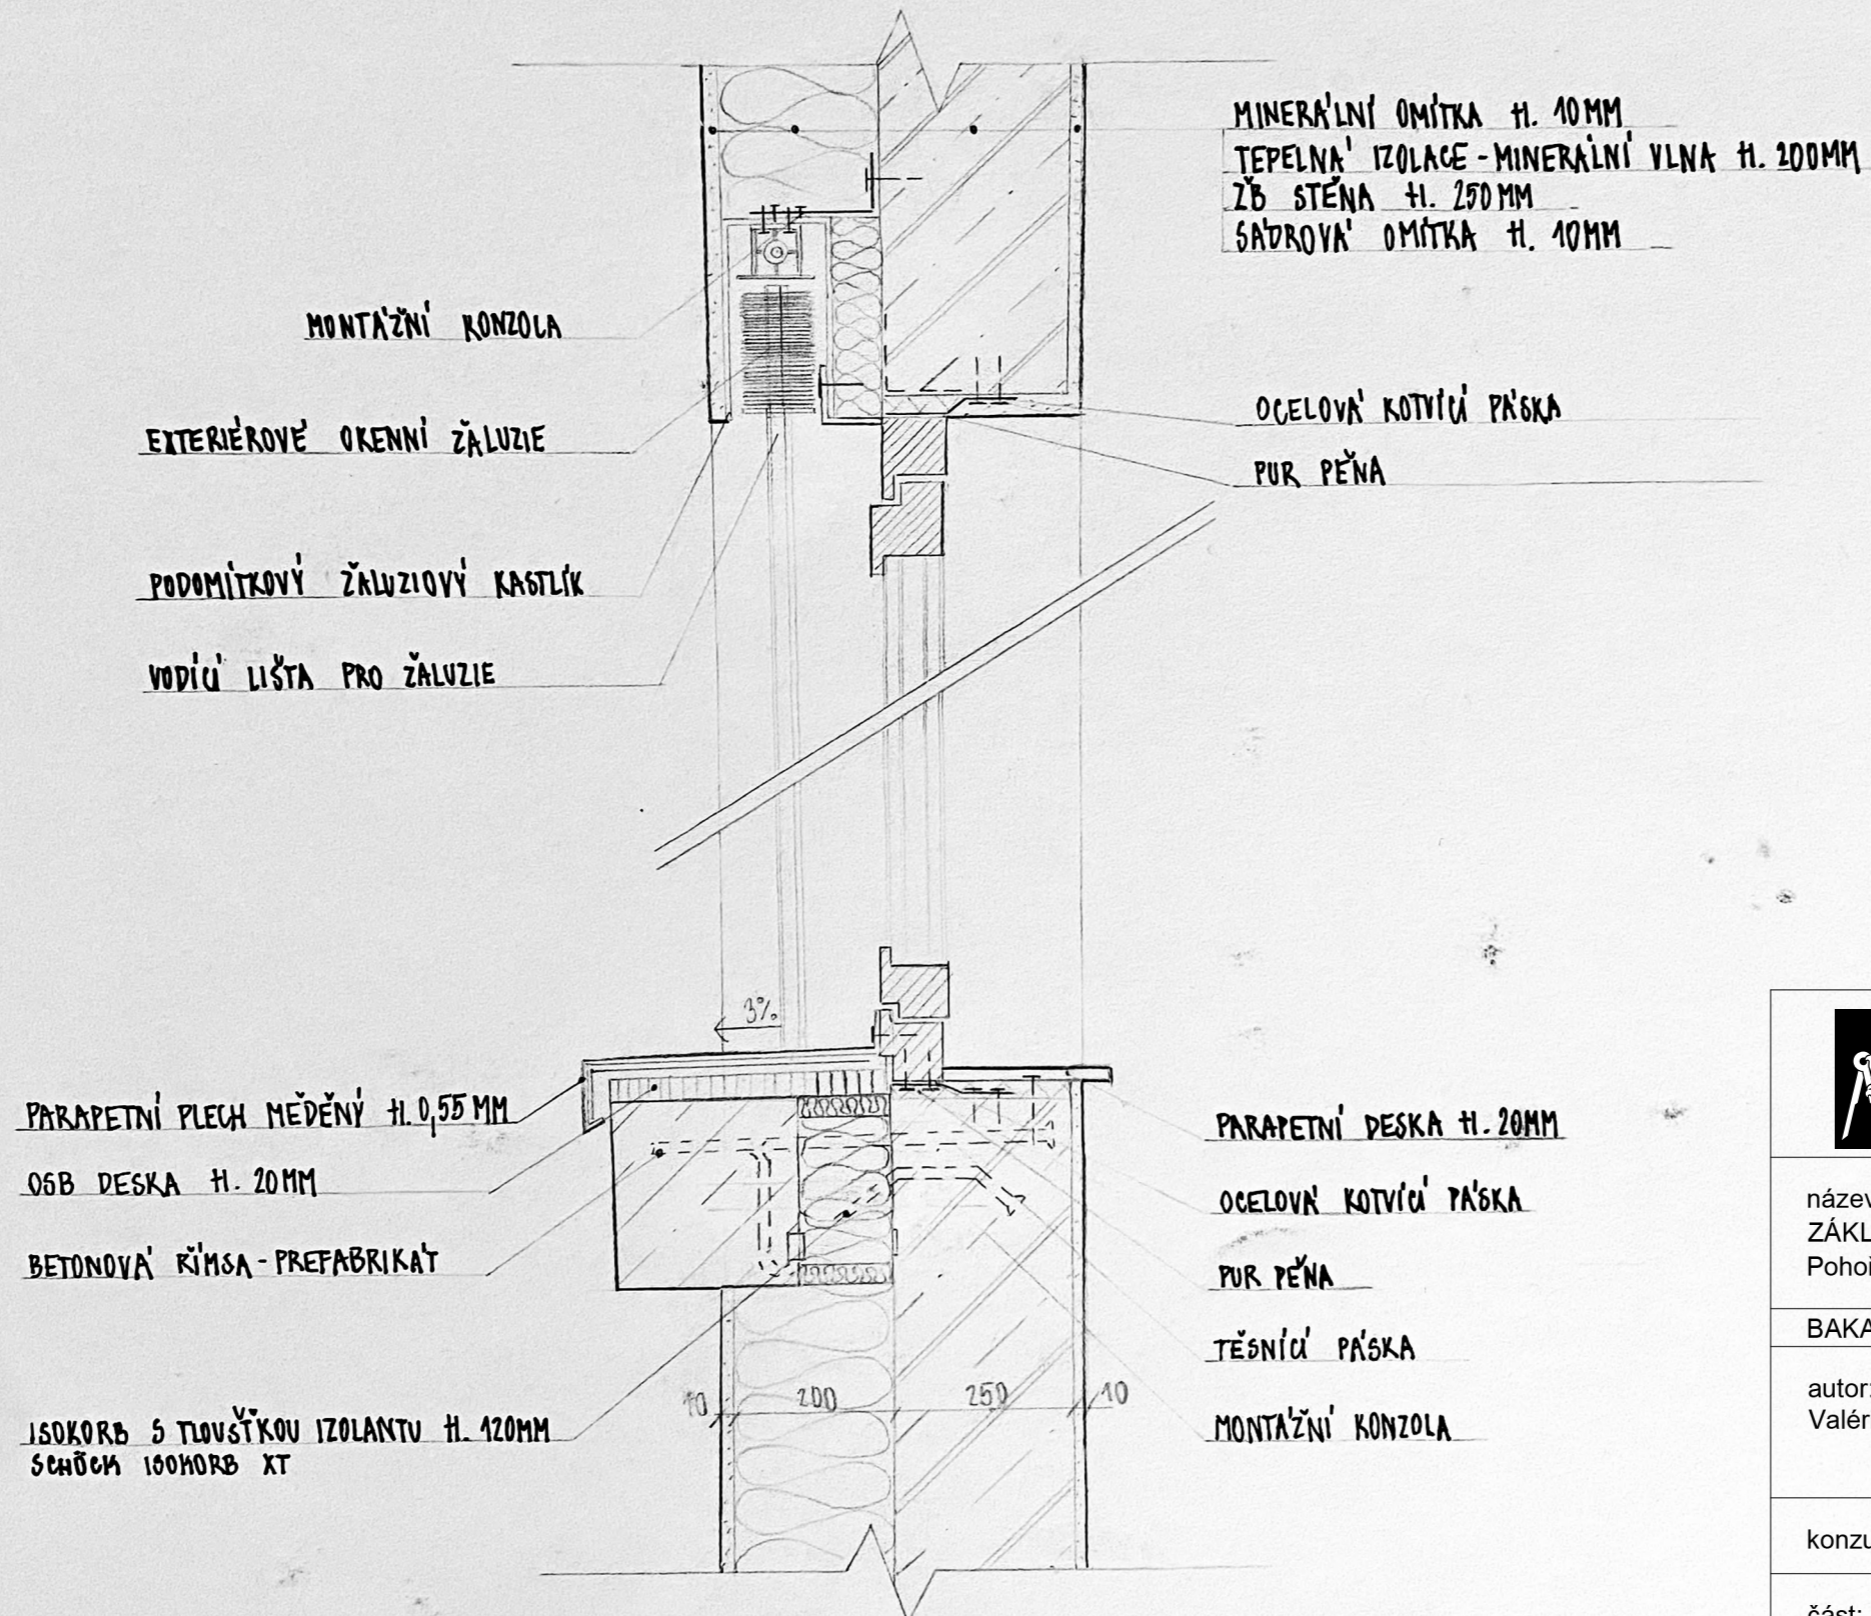 MINERÁLNÍ OMÍTKA tl. 10MM
TEPELNÁ IZOLACE - MINERÁLNÍ VLNA tl. 200MM
ŽB STĚNA tl. 250MM
SÁDROVÁ OMÍTKA tl. 10MM
MONTÁŽNÍ KONZOLA
EXTERIÉROVÉ OKENNÍ ŽALUZIE
OCELOVÁ KOTVÍCÍ PÁSKA
PUR PĚNA
PODOMÍTKOVÝ ŽALUZIOVÝ KASTLÍK
VODÍCÍ LIŠTA PRO ŽALUZIE
3%
PARAPETNÍ PLECH MĚDĚNÝ tl. 0,55 MM
OSB DESKA tl. 20MM
BETONOVÁ ŘÍMSA - PREFABRIKÁT
ISOKORB S TLOUŠŤKOU IZOLANTU tl. 120MM
SCHÖCK ISOKORB XT
PARAPETNÍ DESKA tl. 20MM
OCELOVÁ KOTVÍCÍ PÁSKA
PUR PĚNA
TĚSNÍCÍ PÁSKA
MONTÁŽNÍ KONZOLA
10 200 250 10
název
ZÁKL
Pohoř
BAKA
autor:
Valér
konzu
část: